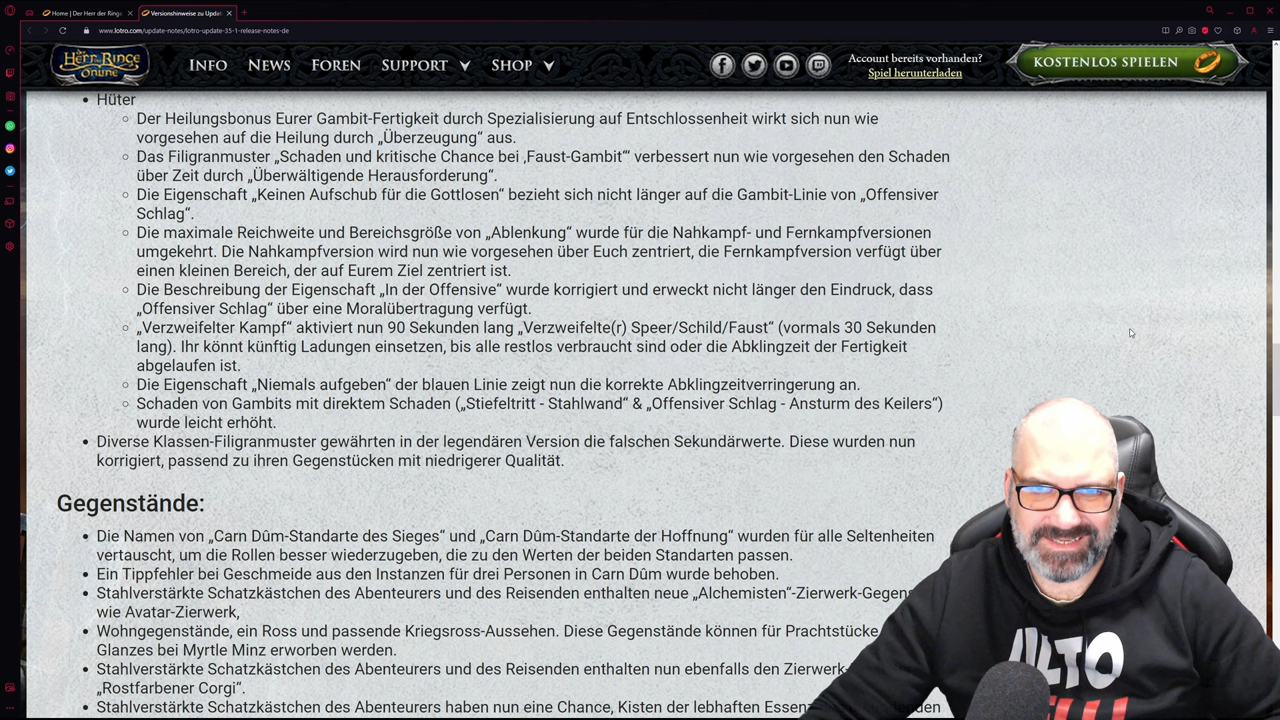 Home | Der Herr der Ringe
Versionshinweise zu Update
www.lotro.com/update-notes/lotro-update-35-1-release-notes-de
Der
Herr Ringe
Online
INFO NEWS FOREN SUPPORT SHOP
Account bereits vorhanden?
Spiel herunterladen
KOSTENLOS SPIELEN
• Hüter
Der Heilungsbonus Eurer Gambit-Fertigkeit durch Spezialisierung auf Entschlossenheit wirkt sich nun wie
vorgesehen auf die Heilung durch „Überzeugung“ aus.
Das Filigranmuster „Schaden und kritische Chance bei ‚Faust-Gambit‘“ verbessert nun wie vorgesehen den Schaden
über Zeit durch „Überwältigende Herausforderung“.
Die Eigenschaft „Keinen Aufschub für die Gottlosen“ bezieht sich nicht länger auf die Gambit-Linie von „Offensiver
Schlag“.
Die maximale Reichweite und Bereichsgröße von „Ablenkung“ wurde für die Nahkampf- und Fernkampfversionen
umgekehrt. Die Nahkampfversion wird nun wie vorgesehen über Euch zentriert, die Fernkampfversion verfügt über
einen kleinen Bereich, der auf Eurem Ziel zentriert ist.
Die Beschreibung der Eigenschaft „In der Offensive“ wurde korrigiert und erweckt nicht länger den Eindruck, dass
„Offensiver Schlag“ über eine Moralübertragung verfügt.
„Verzweifelter Kampf“ aktiviert nun 90 Sekunden lang „Verzweifelte(r) Speer/Schild/Faust“ (vormals 30 Sekunden
lang). Ihr könnt künftig Ladungen einsetzen, bis alle restlos verbraucht sind oder die Abklingzeit der Fertigkeit
abgelaufen ist.
Die Eigenschaft „Niemals aufgeben“ der blauen Linie zeigt nun die korrekte Abklingzeitverringerung an.
Schaden von Gambits mit direktem Schaden („Stiefeltritt - Stahlwand“ & „Offensiver Schlag - Ansturm des Keilers“)
wurde leicht erhöht.
• Diverse Klassen-Filigranmuster gewährten in der legendären Version die falschen Sekundärwerte. Diese wurden nun
korrigiert, passend zu ihren Gegenstücken mit niedrigerer Qualität.
Gegenstände:
• Die Namen von „Carn Dûm-Standarte des Sieges“ und „Carn Dûm-Standarte der Hoffnung“ wurden für alle Seltenheiten
vertauscht, um die Rollen besser wiederzugeben, die zu den Werten der beiden Standarten passen.
• Ein Tippfehler bei Geschmeide aus den Instanzen für drei Personen in Carn Dûm wurde behoben.
• Stahlverstärkte Schatzkästchen des Abenteurers und des Reisenden enthalten neue „Alchemisten“-Zierwerk-Gegens
wie Avatar-Zierwerk,
• Wohngegenstände, ein Ross und passende Kriegsross-Aussehen. Diese Gegenstände können für Prachtstücke
Glanzes bei Myrtle Minz erworben werden.
• Stahlverstärkte Schatzkästchen des Abenteurers und des Reisenden enthalten nun ebenfalls den Zierwerk-
„Rostfarbener Corgi“.
• Stahlverstärkte Schatzkästchen des Abenteurers haben nun eine Chance, Kisten der lebhaften Essenz